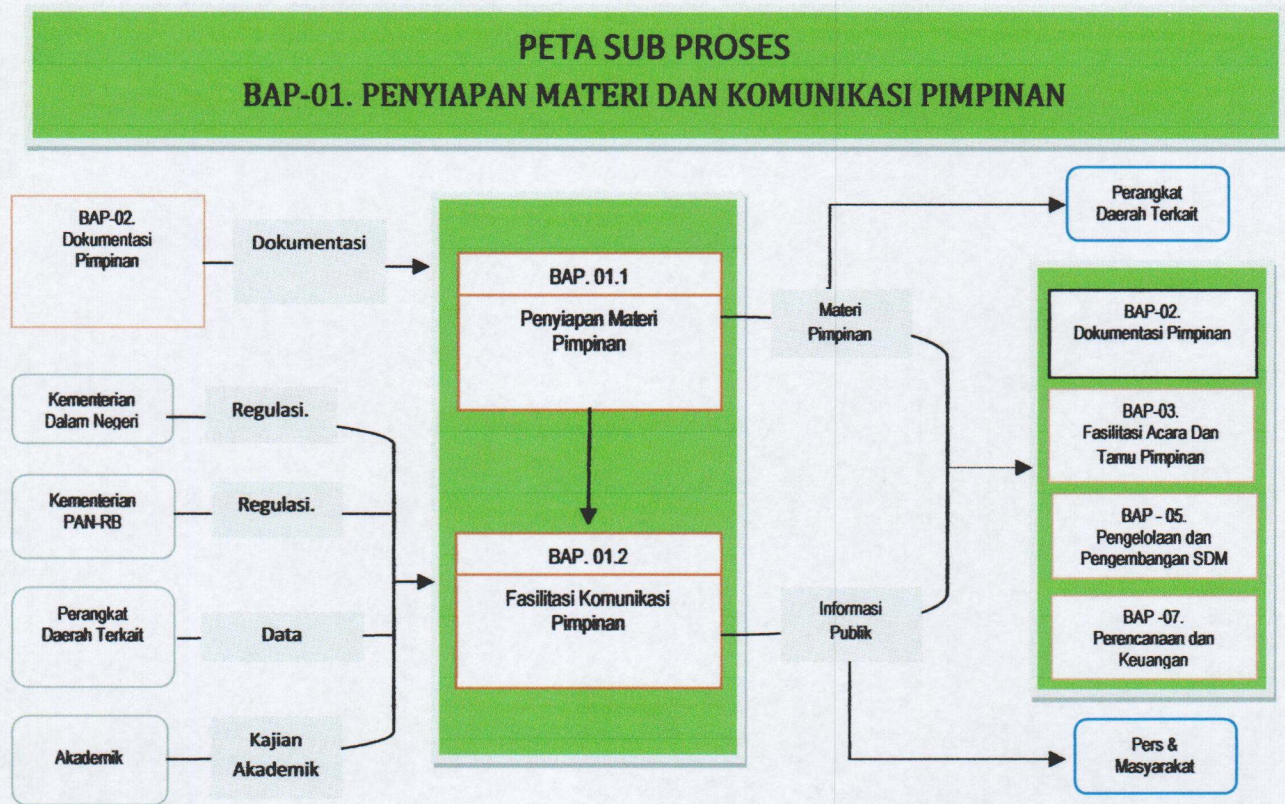 PETA SUB PROSES
BAP-01. PENYIAPAN MATERI DAN KOMUNIKASI PIMPINAN
BAP-02.
Dokumentasi
Pimpinan
Dokumentasi
Kementerian
Dalam Negeri
Regulasi.
Kementerian
PAN-RB
Regulasi.
Perangkat
Daerah Terkait
Data
Akademik
Kajian
Akademik
BAP. 01.1
Penyiapan Materi
Pimpinan
BAP. 01.2
Fasilitasi Komunikasi
Pimpinan
Materi
Pimpinan
Informasi
Publik
Perangkat
Daerah Terkait
BAP-02.
Dokumentasi Pimpinan
BAP-03.
Fasilitasi Acara Dan
Tamu Pimpinan
BAP - 05.
Pengelolaan dan
Pengembangan SDM
BAP -07.
Perencanaan dan
Keuangan
Pers &
Masyarakat